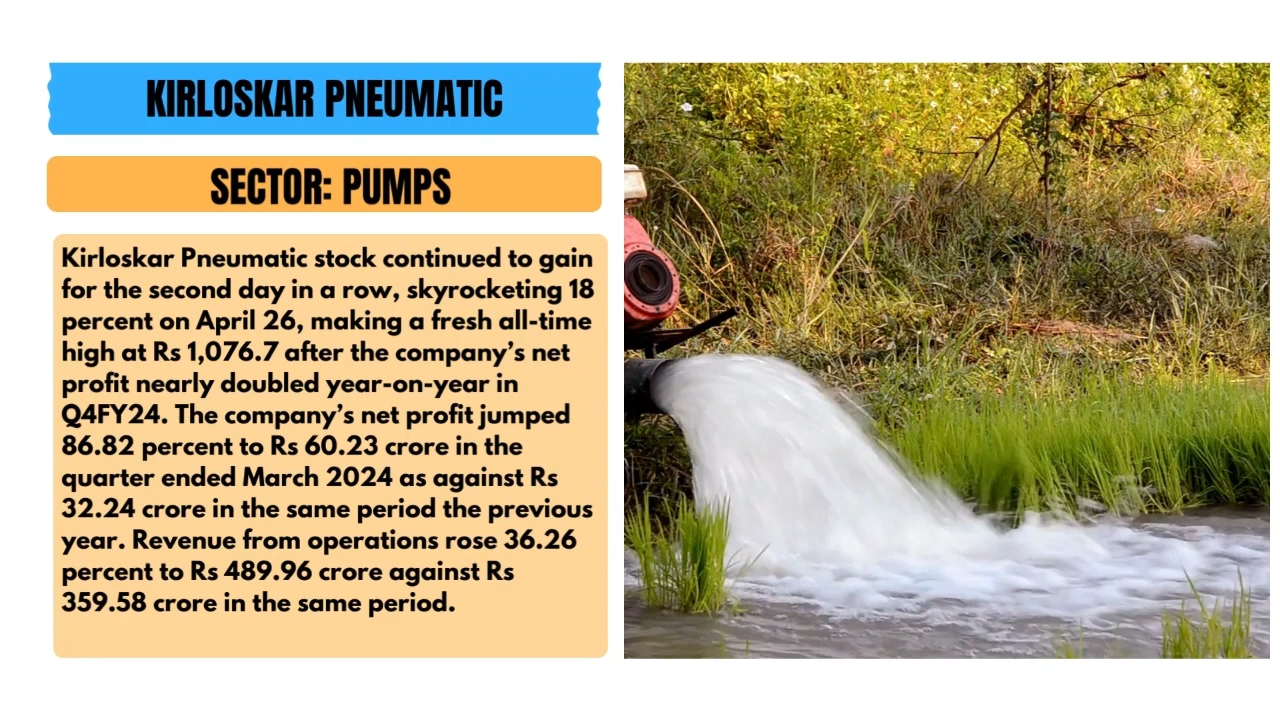 KIRLOSKAR PNEUMATIC
SECTOR: PUMPS
Kirloskar Pneumatic stock continued to gain
for the second day in a row, skyrocketing 18
percent on April 26, making a fresh all-time
high at Rs 1,076.7 after the company’s net
profit nearly doubled year-on-year in
Q4FY24. The company’s net profit jumped
86.82 percent to Rs 60.23 crore in the
quarter ended March 2024 as against Rs
32.24 crore in the same period the previous
year. Revenue from operations rose 36.26
percent to Rs 489.96 crore against Rs
359.58 crore in the same period.